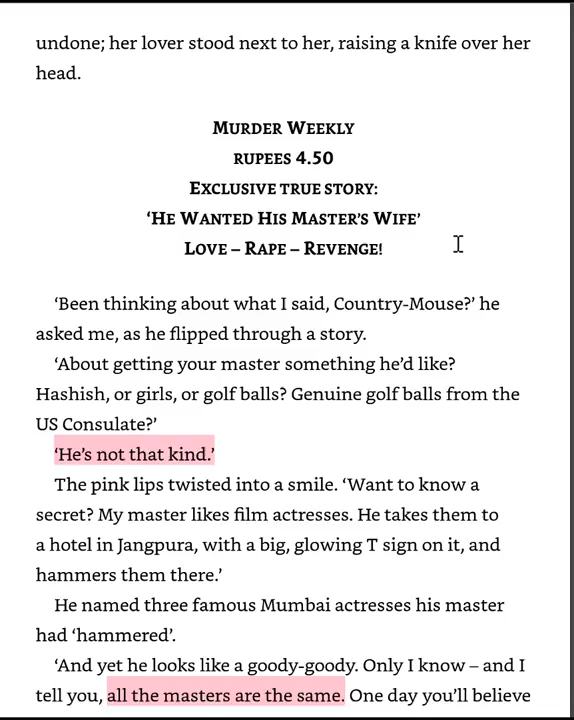 undone; her lover stood next to her, raising a knife over her
head.
MURDER WEEKLY
RUPEES 4.50
EXCLUSIVE TRUE STORY:
‘HE WANTED HIS MASTER’S WIFE’
LOVE – RAPE – REVENGE!
‘Been thinking about what I said, Country-Mouse?’ he
asked me, as he flipped through a story.
‘About getting your master something he’d like?
Hashish, or girls, or golf balls? Genuine golf balls from the
US Consulate?’
‘He’s not that kind.’
The pink lips twisted into a smile. ‘Want to know a
secret? My master likes film actresses. He takes them to
a hotel in Jangpura, with a big, glowing T sign on it, and
hammers them there.’
He named three famous Mumbai actresses his master
had ‘hammered’.
‘And yet he looks like a goody-goody. Only I know – and I
tell you, all the masters are the same. One day you’ll believe